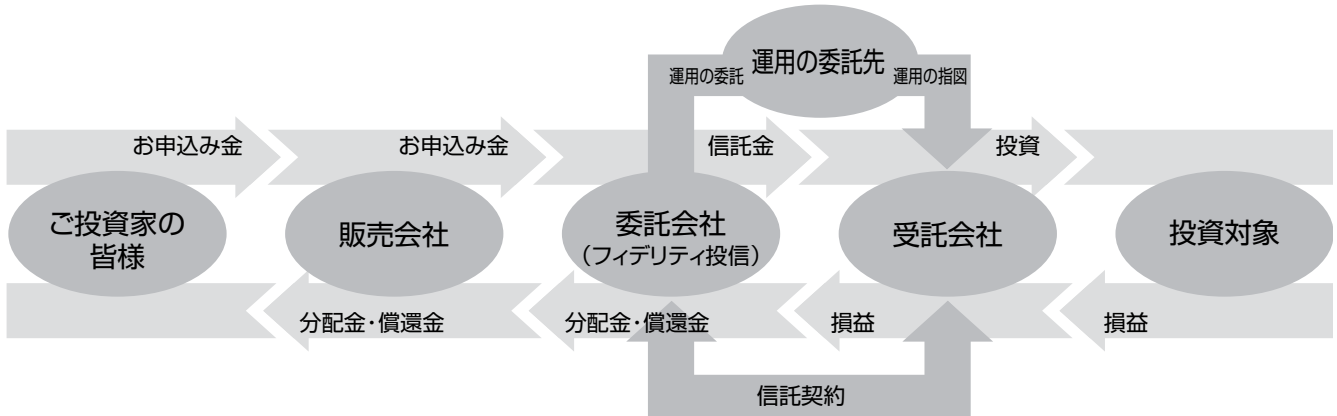 運用の委託先
運用の委託
運用の指図
お申込み金
お申込み金
信託金
投資
ご投資家の
皆様
販売会社
委託会社
（フィデリティ投信）
受託会社
投資対象
分配金・償還金
分配金・償還金
損益
損益
信託契約